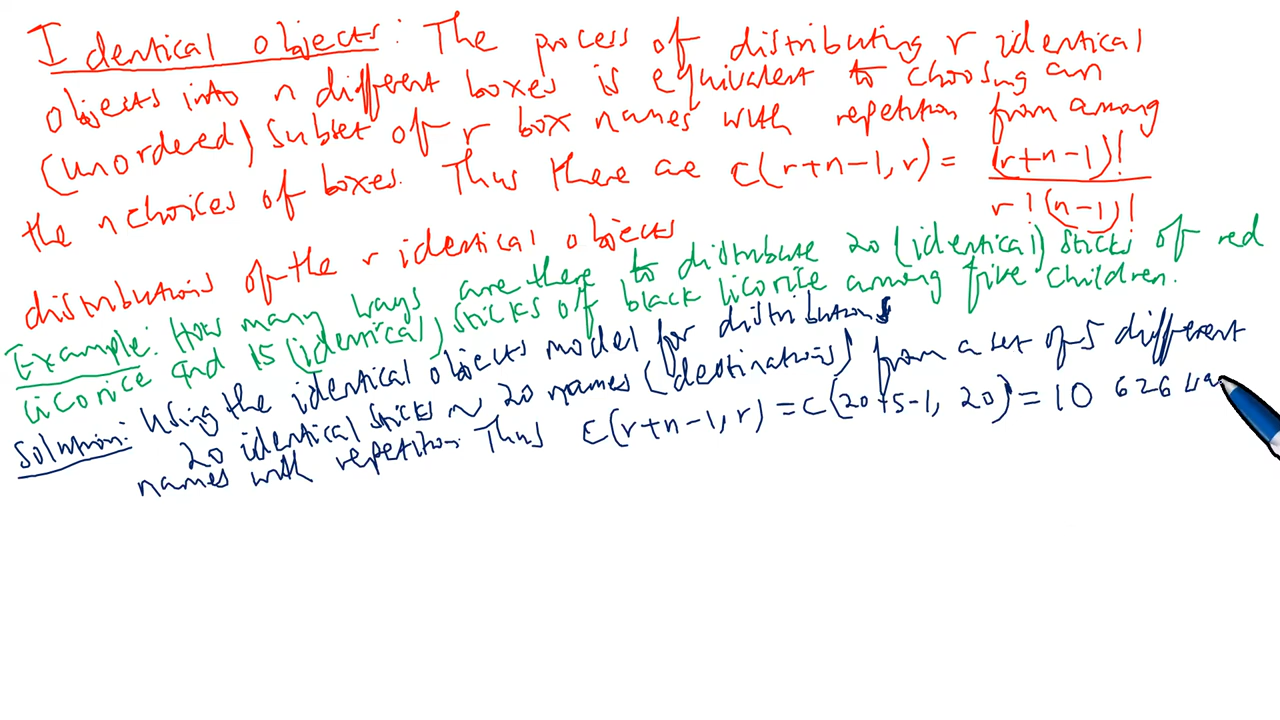 Identical objects: The process of distributing r identical
objects into n different boxes is equivalent to choosing an
(unordered) subset of r box names with repetition from among
the n choices of boxes. Thus there are C(r+n-1, r) = (r+n-1)! / r!(n-1)!
distributions of the r identical objects
Example: How many ways are there to distribute 20 (identical) sticks of red
licorice and 15 (identical) sticks of black licorite among five children.
Solution: Using the identical objects model for distributions
20 identical sticks ~ 20 names (destinations) from a set of 5 different
names with repetition. Thus C(r+n-1, r) = C(20+5-1, 20) = 10 626